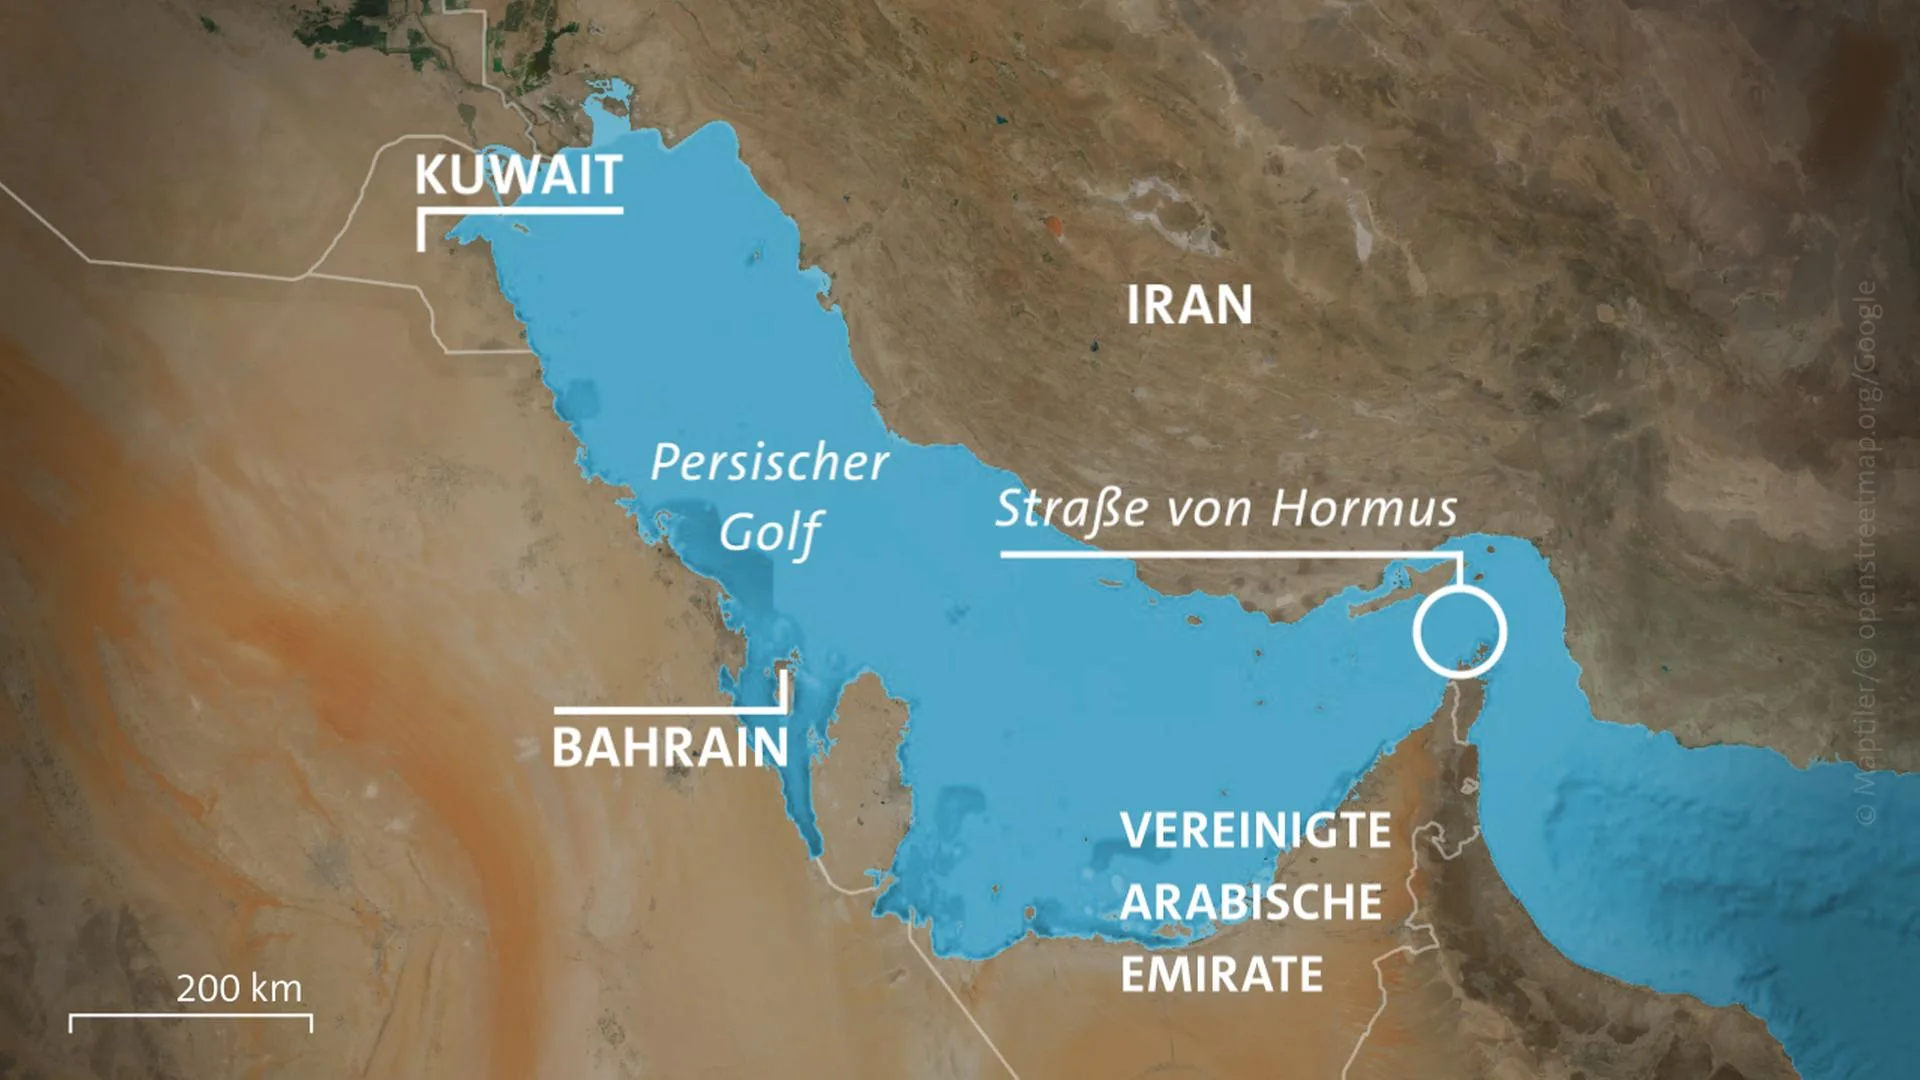 KUWAIT
IRAN
Persischer
Golf
Straße von Hormus
BAHRAIN
VEREINIGTE
ARABISCHE
EMIRATE
200 km
© Maptiler/© openstreetmap.org/Google